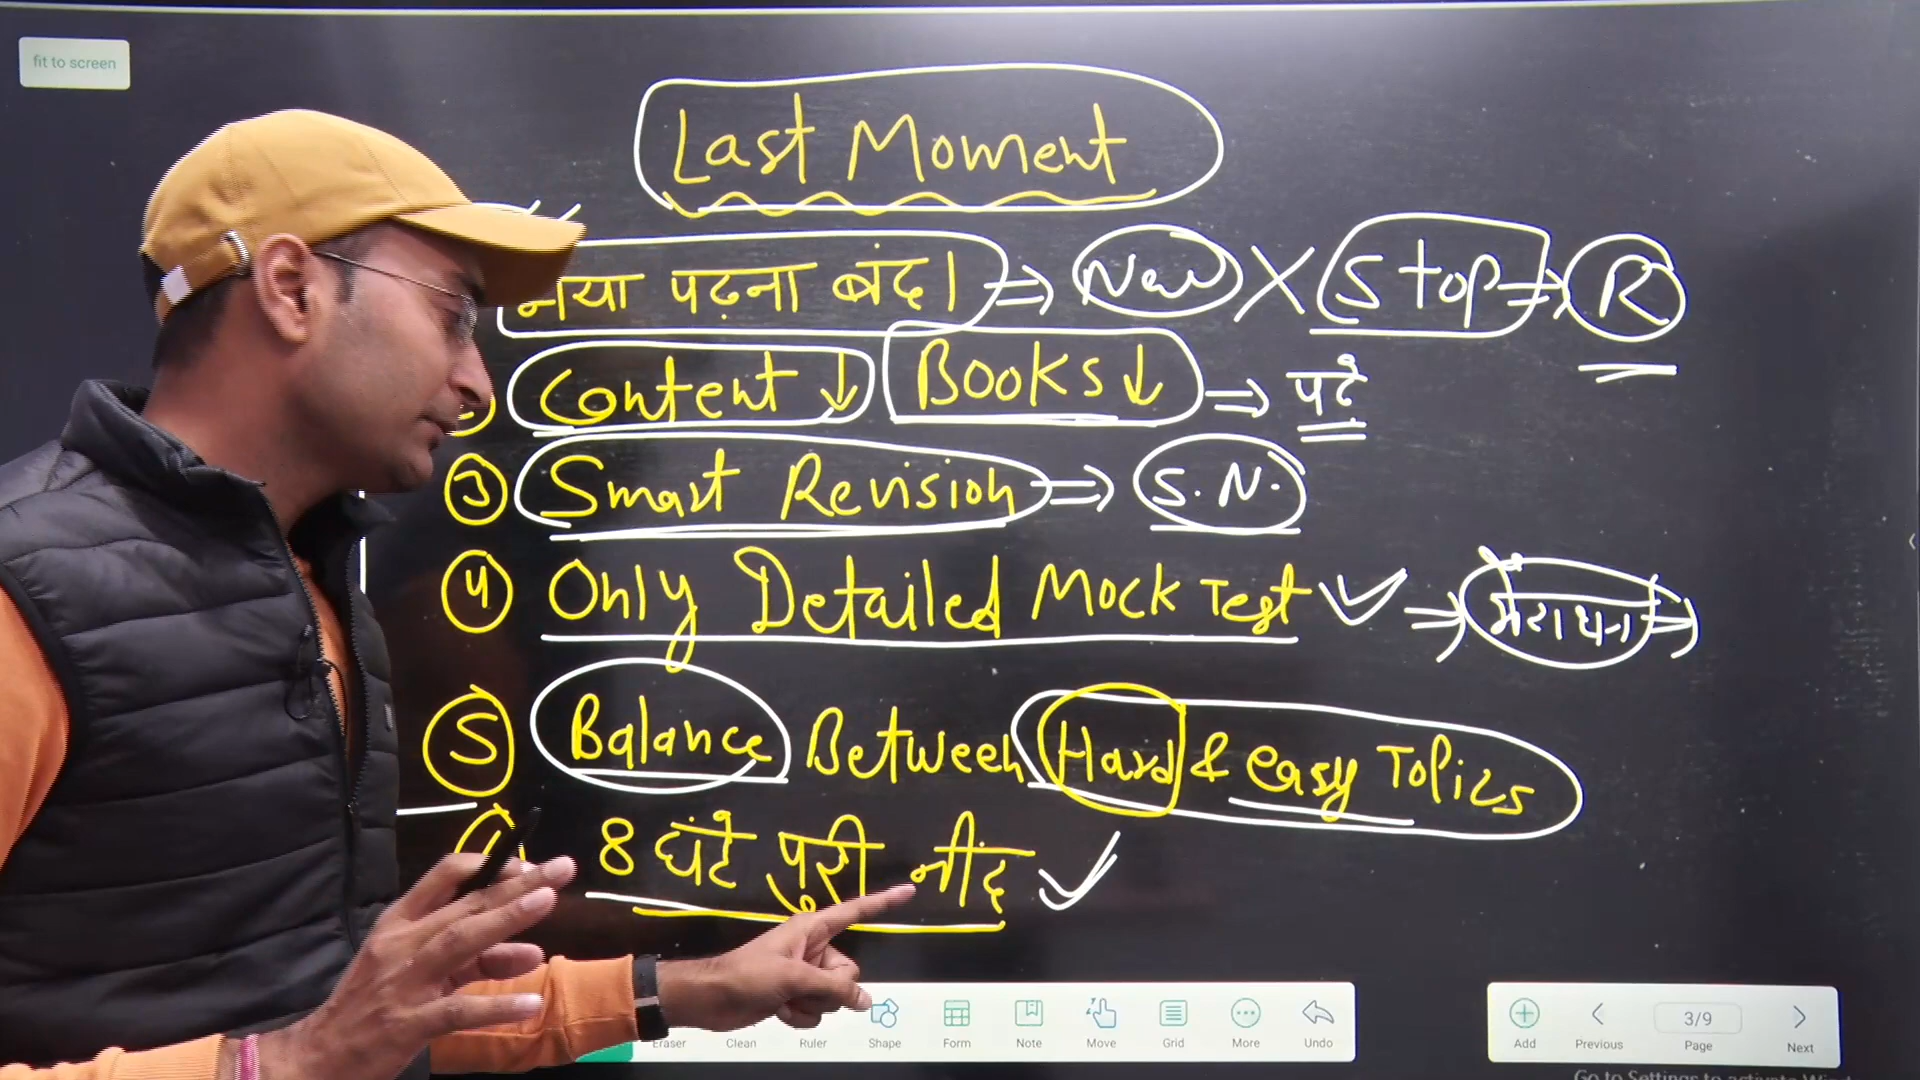 fit to screen
Last Moment
नया पढ़ना बंद। ⇒ New X Stop ⇒ R
Content ↓ Books ↓ ⇒ पढ़े
③ Smart Revision ⇒ S. N.
④ Only Detailed Mock Test ✓ →
⑤ Balance Between Hard & easy Topics
8 घंटे पुरी नींद ✓
Eraser Clean Ruler Shape Form Note Move Grid More Undo
Add Previous 3/9 Page Next